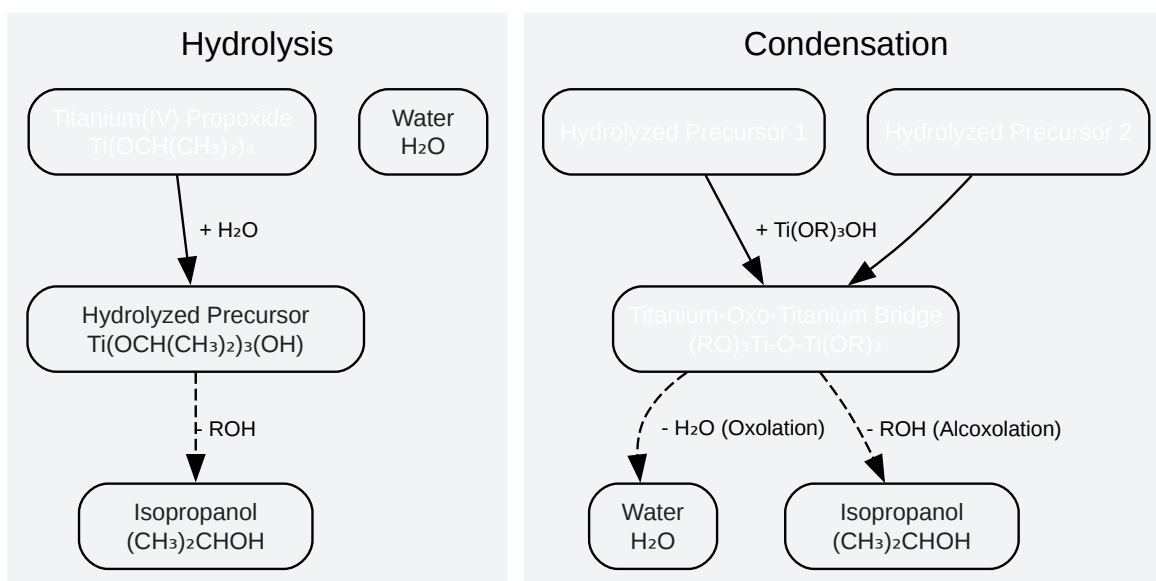 Hydrolysis
Titanium(IV) Propoxide
Ti(OCH(CH₃)₂)₄
Water
H₂O
+ H₂O
Hydrolyzed Precursor
Ti(OCH(CH₃)₂)₃(OH)
- ROH
Isopropanol
(CH₃)₂CHOH
Condensation
Hydrolyzed Precursor 1
Hydrolyzed Precursor 2
+ Ti(OR)₃OH
Titanium-Oxo-Titanium Bridge
(RO)₃Ti-O-Ti(OR)₃
- H₂O (Oxolation)
- ROH (Alcoxolation)
Water
H₂O
Isopropanol
(CH₃)₂CHOH